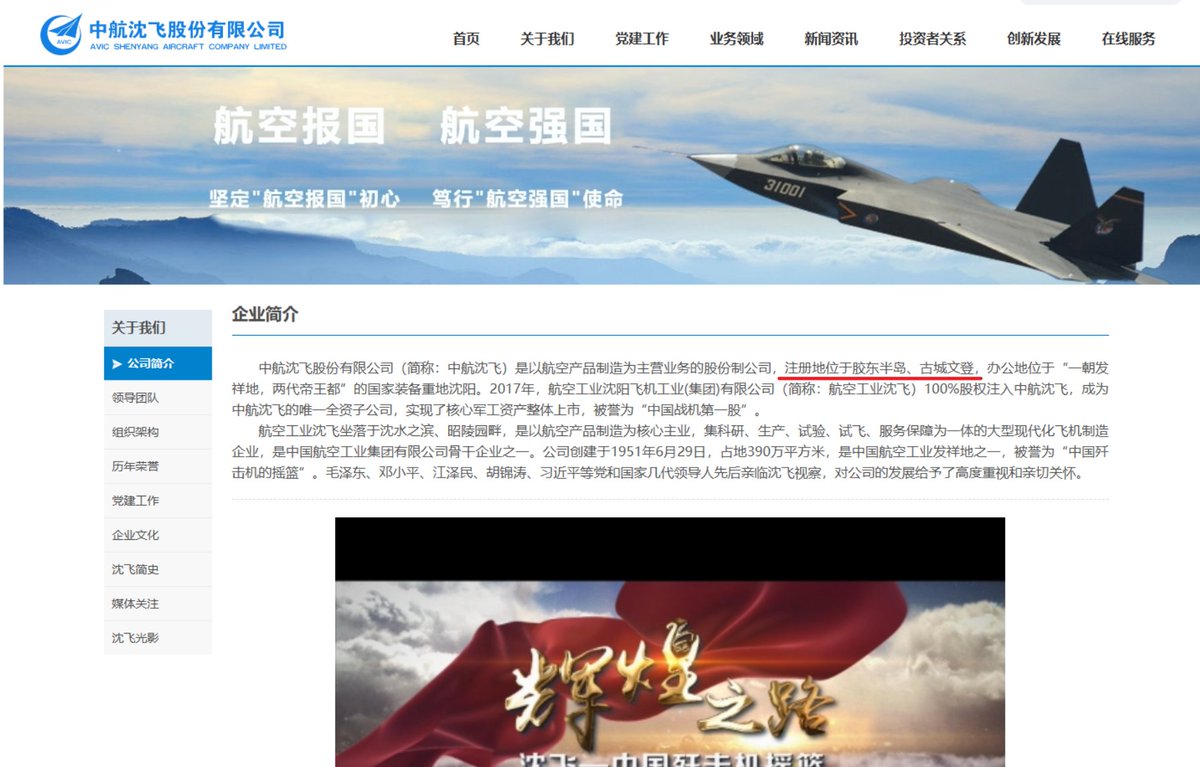 中航沈飞股份有限公司
AVIC
AVIC SHENYANG AIRCRAFT COMPANY LIMITED
首页 关于我们 党建工作 业务领域 新闻资讯 投资者关系 创新发展 在线服务
航空报国 航空强国
坚定"航空报国"初心 笃行"航空强国"使命
31001
关于我们
公司简介
领导团队
组织架构
历年荣誉
党建工作
企业文化
沈飞简史
媒体关注
沈飞光影
企业简介
中航沈飞股份有限公司（简称：中航沈飞）是以航空产品制造为主营业务的股份制公司，注册地位于胶东半岛、古城文登，办公地位于“一朝发
祥地，两代帝王都”的国家装备重地沈阳。2017年，航空工业沈阳飞机工业(集团)有限公司（简称：航空工业沈飞）100%股权注入中航沈飞，成为
中航沈飞的唯一全资子公司，实现了核心军工资产整体上市，被誉为“中国战机第一股”。
航空工业沈飞坐落于沈水之滨、昭陵园畔，是以航空产品制造为核心主业，集科研、生产、试验、试飞、服务保障为一体的大型现代化飞机制造
企业，是中国航空工业集团有限公司骨干企业之一。公司创建于1951年6月29日，占地390万平方米，是中国航空工业发祥地之一，被誉为“中国歼
击机的摇篮”。毛泽东、邓小平、江泽民、胡锦涛、习近平等党和国家几代领导人先后亲临沈飞视察，对公司的发展给予了高度重视和亲切关怀。
辉煌之路
沈飞—中国歼击机摇篮